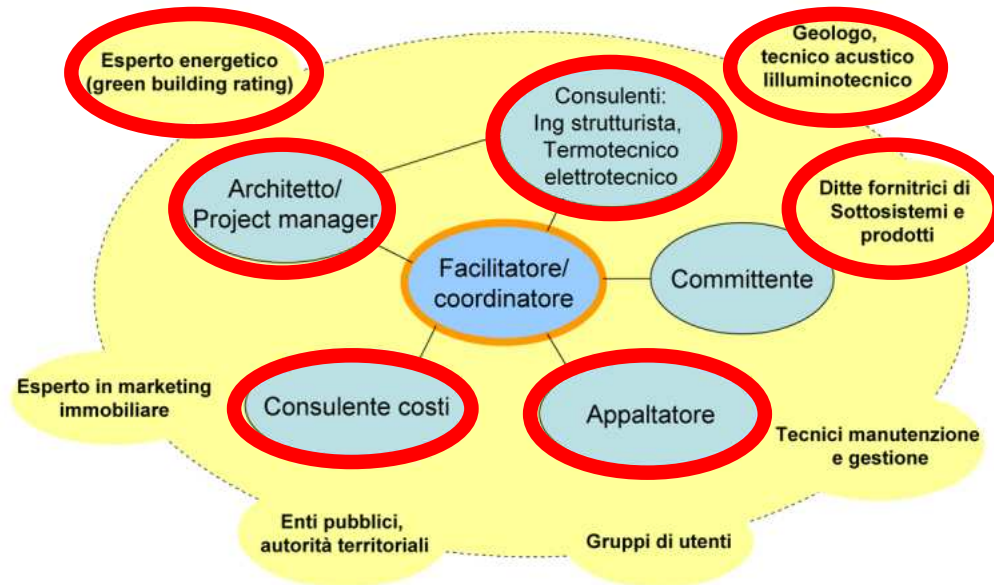 Esperto energetico
(green building rating)
Geologo,
tecnico acustico
lilluminotecnico
Consulenti:
Ing strutturista,
Termotecnico
elettrotecnico
Architetto/
Project manager
Ditte fornitrici di
Sottosistemi e
prodotti
Facilitatore/
coordinatore
Committente
Esperto in marketing
immobiliare
Consulente costi
Appaltatore
Tecnici manutenzione
e gestione
Enti pubblici,
autorità territoriali
Gruppi di utenti